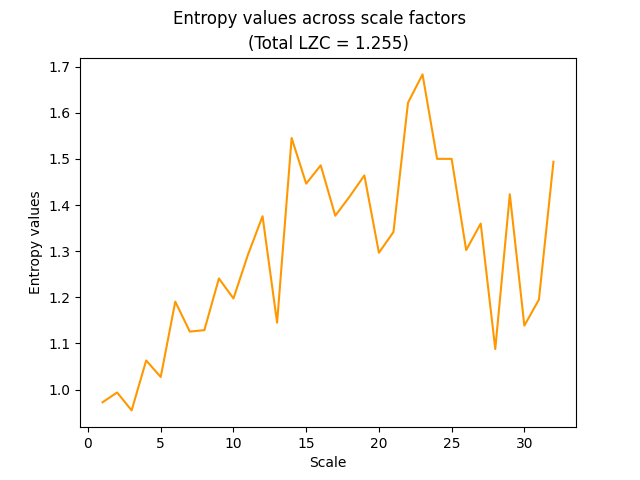 Entropy values across scale factors
(Total LZC = 1.255)
1.7
1.6
1.5
1.4
1.3
1.2
1.1
1.0
Entropy values
0 5 10 15 20 25 30
Scale